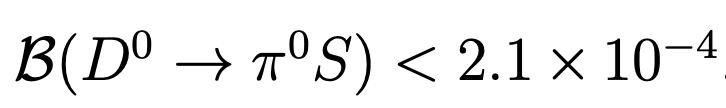 ℬ(D⁰ → π⁰S) < 2.1 × 10⁻⁴.